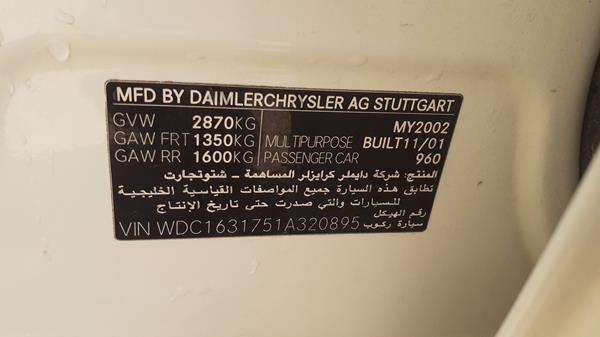 MFD BY DAIMLERCHRYSLER AG STUTTGART
GVW 2870KG MY2002
GAW FRT 1350KG MULTIPURPOSE BUILT11/01
GAW RR 1600KG PASSENGER CAR 960
المنتج: شركة دايملر كرايزلر المساهمة – شتوتجارت
تطابق هذه السيارة جميع المواصفات القياسية الخليجية
للسيارات والتي صدرت حتى تاريخ الإنتاج
رقم الهيكل
VIN WDC1631751A320895 سيارة ركوب